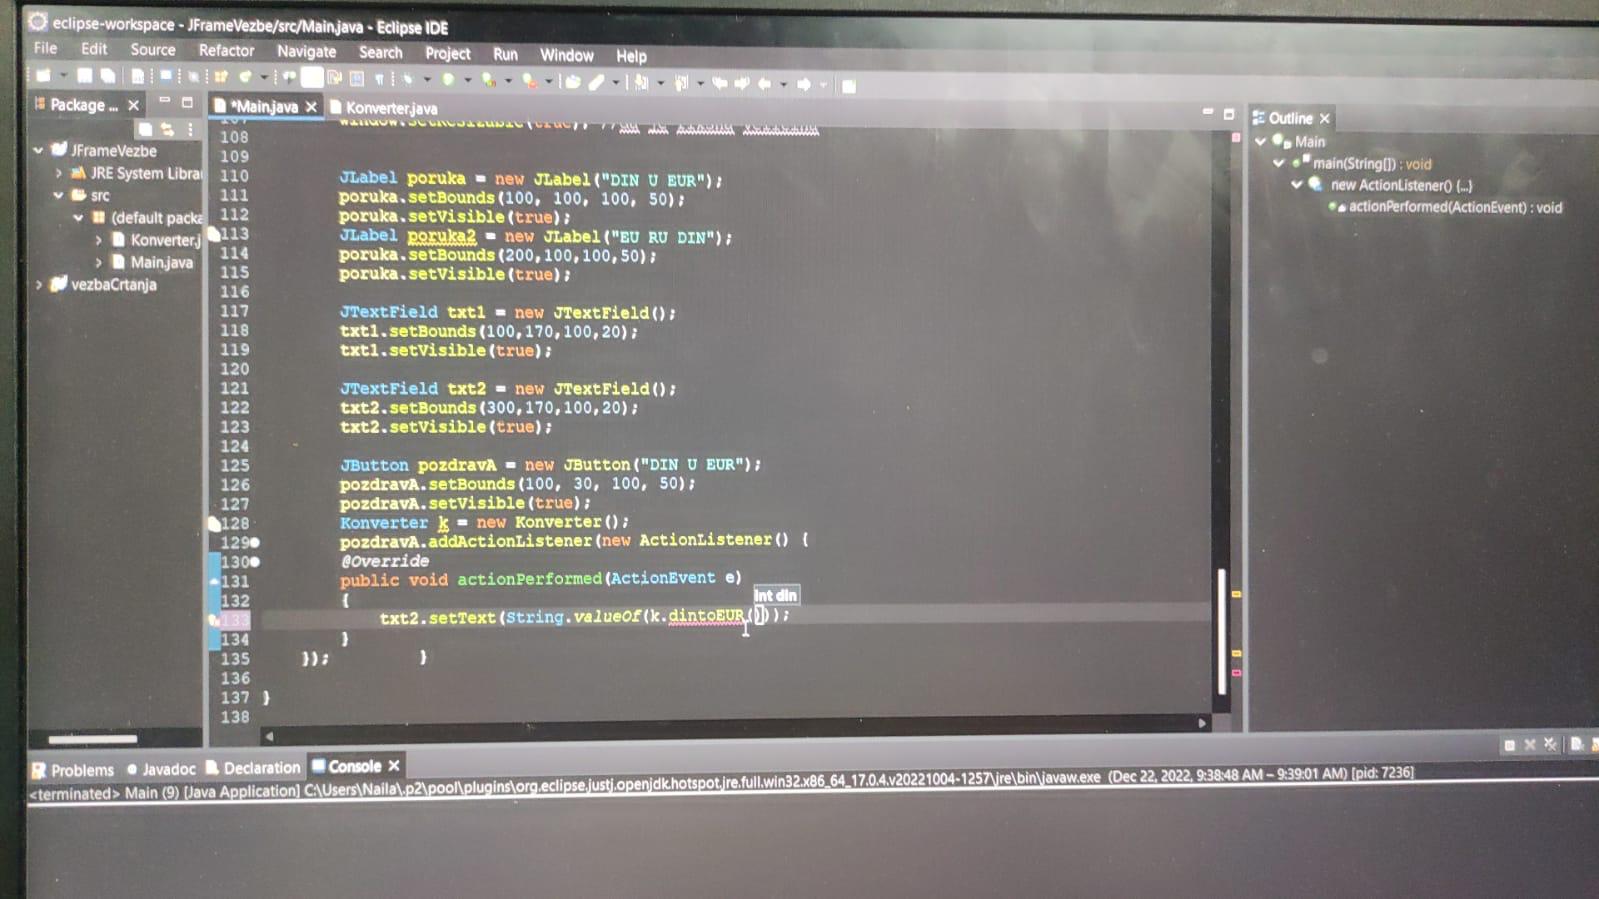 eclipse-workspace - JFrameVezbe/src/Main.java - Eclipse IDE
File Edit Source Refactor Navigate Search Project Run Window Help
Package ...
*Main.java
Konverter.java
Outline
JFrameVezbe
JRE System Libra
src
(default packa
Konverter.j
Main.java
vezbaCrtanja
108
109
110 JLabel poruka = new JLabel("DIN U EUR");
111 poruka.setBounds(100, 100, 100, 50);
112 poruka.setVisible(true);
113 JLabel poruka2 = new JLabel("EU RU DIN");
114 poruka.setBounds(200,100,100,50);
115 poruka.setVisible(true);
116
117 JTextField txt1 = new JTextField();
118 txt1.setBounds(100,170,100,20);
119 txt1.setVisible(true);
120
121 JTextField txt2 = new JTextField();
122 txt2.setBounds(300,170,100,20);
123 txt2.setVisible(true);
124
125 JButton pozdravA = new JButton("DIN U EUR");
126 pozdravA.setBounds(100, 30, 100, 50);
127 pozdravA.setVisible(true);
128 Konverter k = new Konverter();
129 pozdravA.addActionListener(new ActionListener() {
130 @Override
131 public void actionPerformed(ActionEvent e)
int din
132 {
133 txt2.setText(String.valueOf(k.dintoEUR()));
134 }
135 }); }
136
137 }
138
Main
main(String[]) : void
new ActionListener() {...}
actionPerformed(ActionEvent) : void
Problems Javadoc Declaration Console
<terminated> Main (9) [Java Application] C:\Users\Naila\.p2\pool\plugins\org.eclipse.justj.openjdk.hotspot.jre.full.win32.x86_64_17.0.4.v20221004-1257\jre\bin\javaw.exe (Dec 22, 2022, 9:38:48 AM – 9:39:01 AM) [pid: 7236]